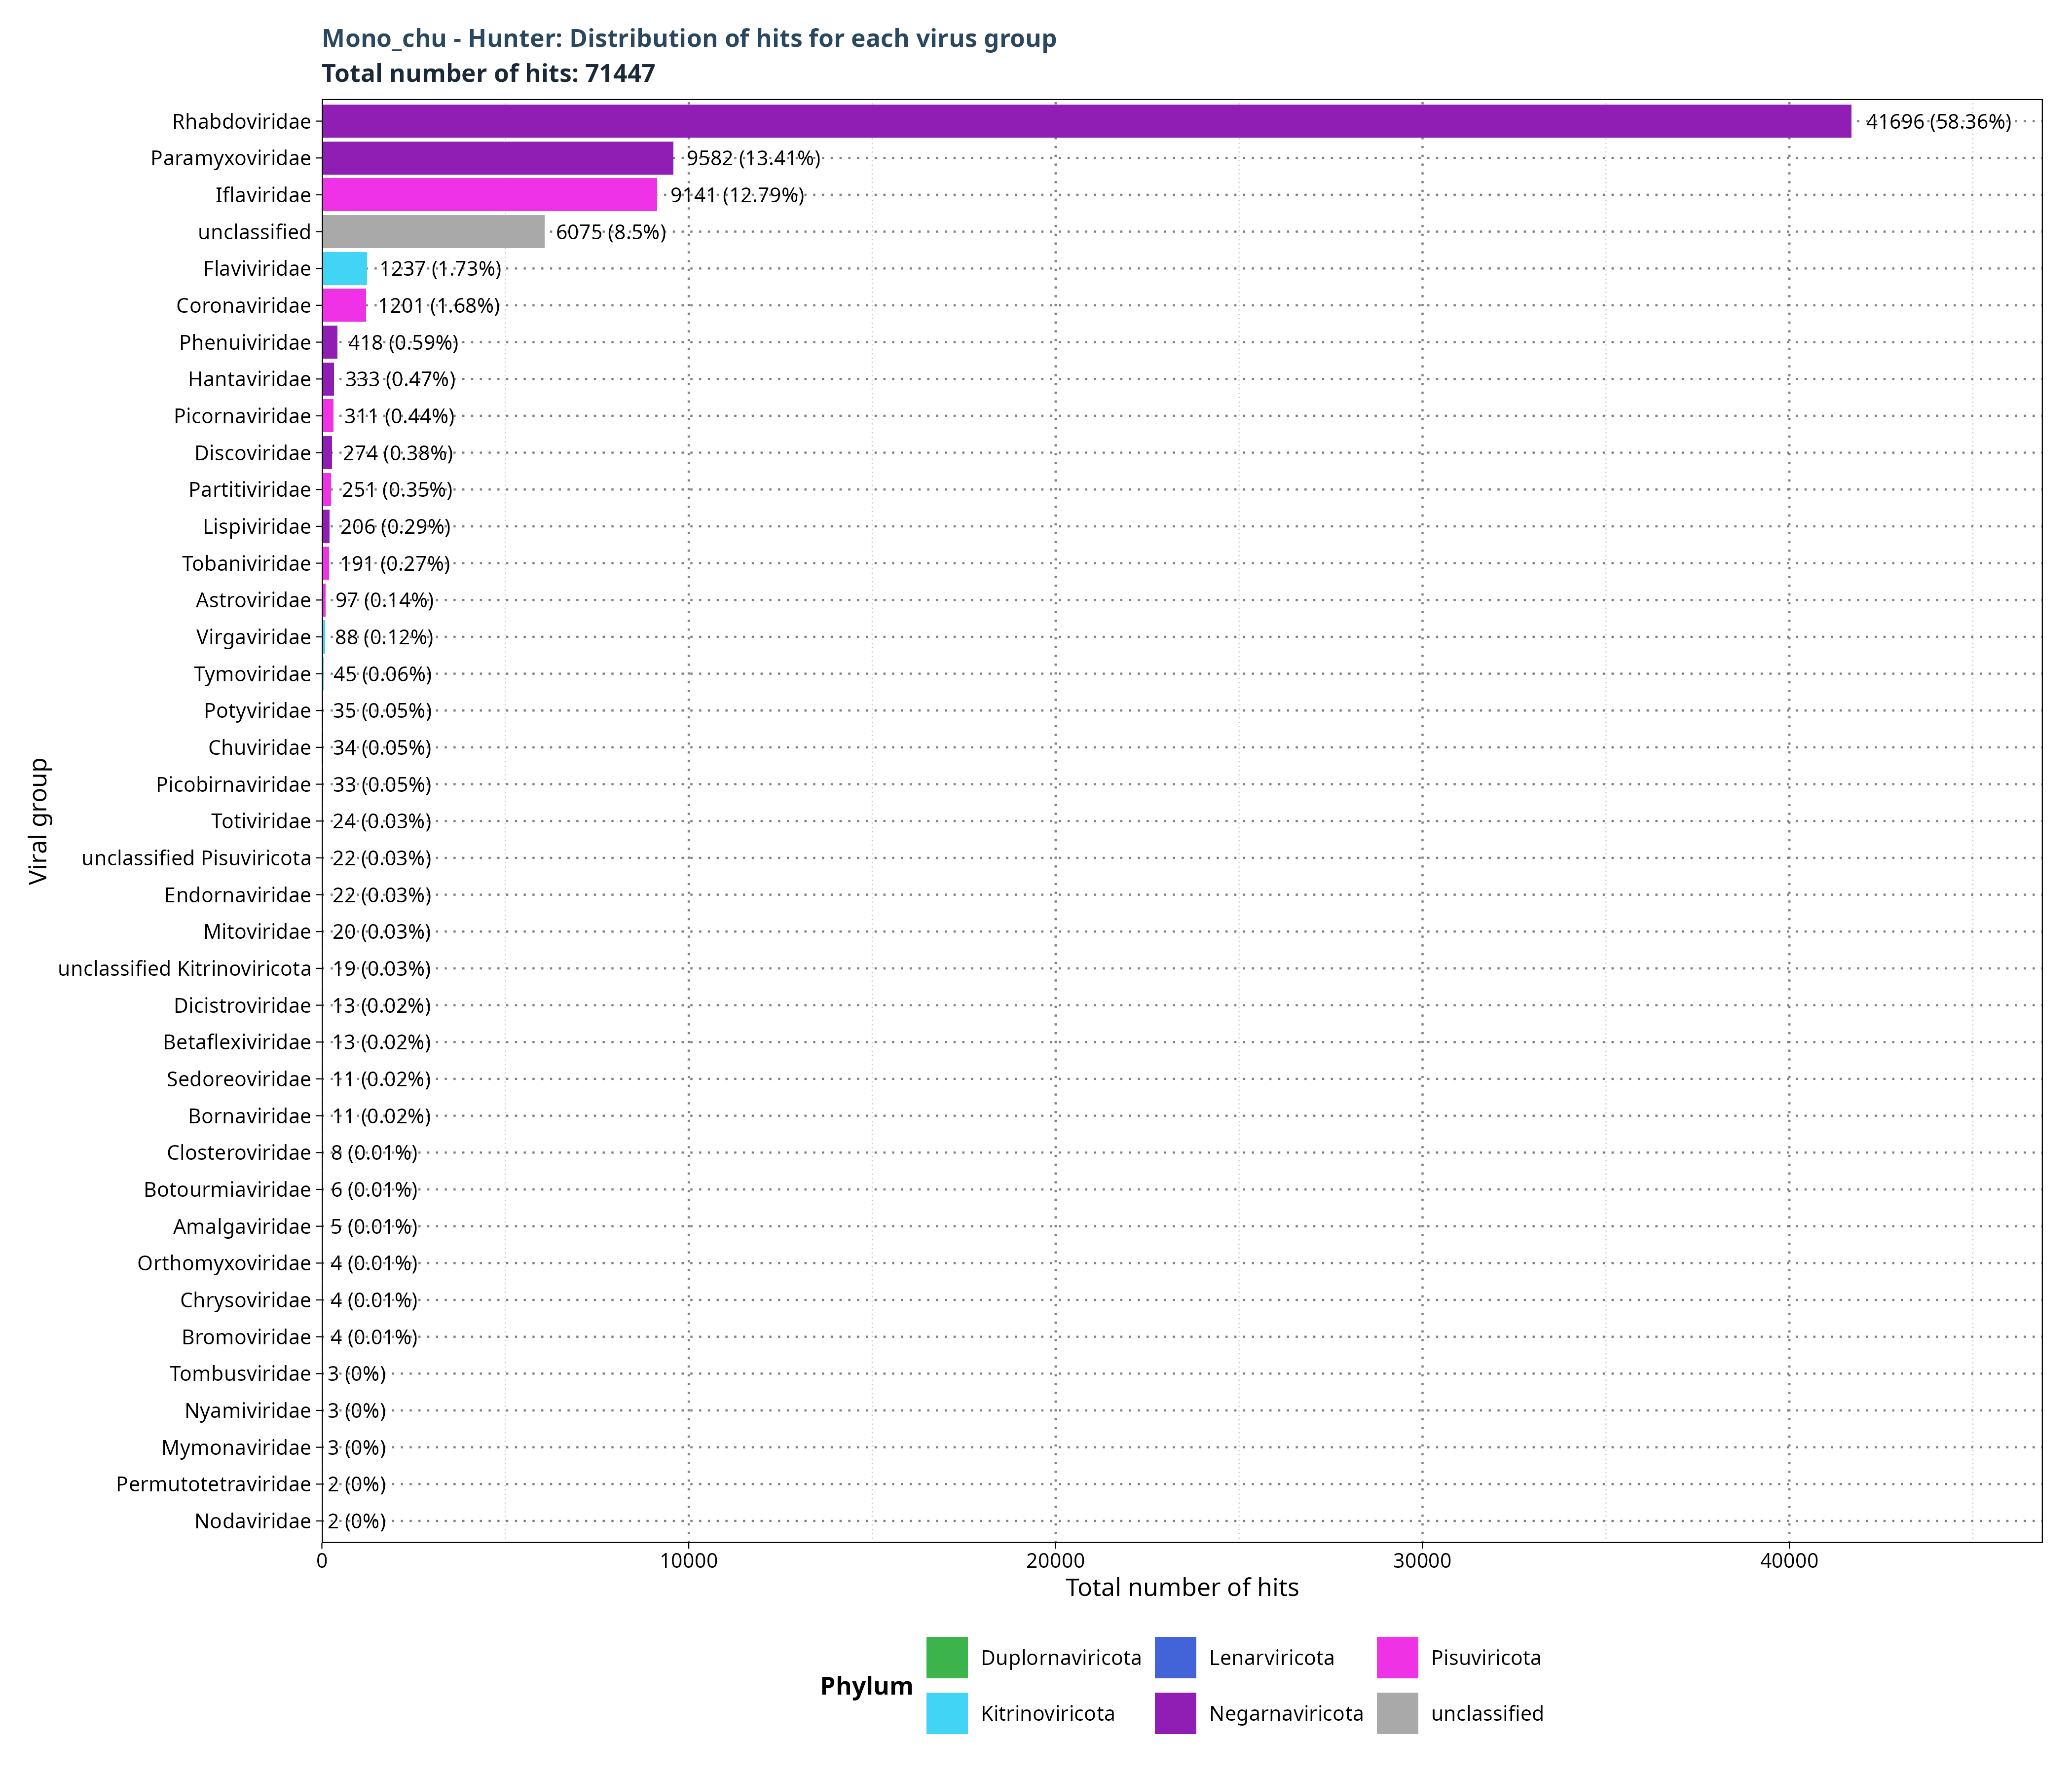 Mono_chu - Hunter: Distribution of hits for each virus group
Total number of hits: 71447
Viral group
Rhabdoviridae 41696 (58.36%)
Paramyxoviridae 9582 (13.41%)
Iflaviridae 9141 (12.79%)
unclassified 6075 (8.5%)
Flaviviridae 1237 (1.73%)
Coronaviridae 1201 (1.68%)
Phenuiviridae 418 (0.59%)
Hantaviridae 333 (0.47%)
Picornaviridae 311 (0.44%)
Discoviridae 274 (0.38%)
Partitiviridae 251 (0.35%)
Lispiviridae 206 (0.29%)
Tobaniviridae 191 (0.27%)
Astroviridae 97 (0.14%)
Virgaviridae 88 (0.12%)
Tymoviridae 45 (0.06%)
Potyviridae 35 (0.05%)
Chuviridae 34 (0.05%)
Picobirnaviridae 33 (0.05%)
Totiviridae 24 (0.03%)
unclassified Pisuviricota 22 (0.03%)
Endornaviridae 22 (0.03%)
Mitoviridae 20 (0.03%)
unclassified Kitrinoviricota 19 (0.03%)
Dicistroviridae 13 (0.02%)
Betaflexiviridae 13 (0.02%)
Sedoreoviridae 11 (0.02%)
Bornaviridae 11 (0.02%)
Closteroviridae 8 (0.01%)
Botourmiaviridae 6 (0.01%)
Amalgaviridae 5 (0.01%)
Orthomyxoviridae 4 (0.01%)
Chrysoviridae 4 (0.01%)
Bromoviridae 4 (0.01%)
Tombusviridae 3 (0%)
Nyamiviridae 3 (0%)
Mymonaviridae 3 (0%)
Permutotetraviridae 2 (0%)
Nodaviridae 2 (0%)
0 10000 20000 30000 40000
Total number of hits
Phylum
Duplornaviricota Lenarviricota Pisuviricota
Kitrinoviricota Negarnaviricota unclassified